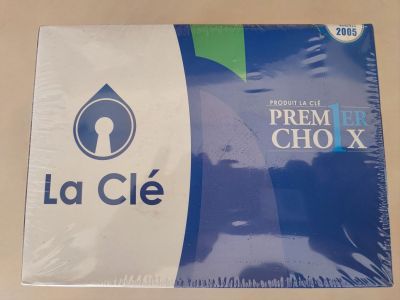 2005
PRODUIT LA CLÉ
PREM1ER
CHO1X
La Clé